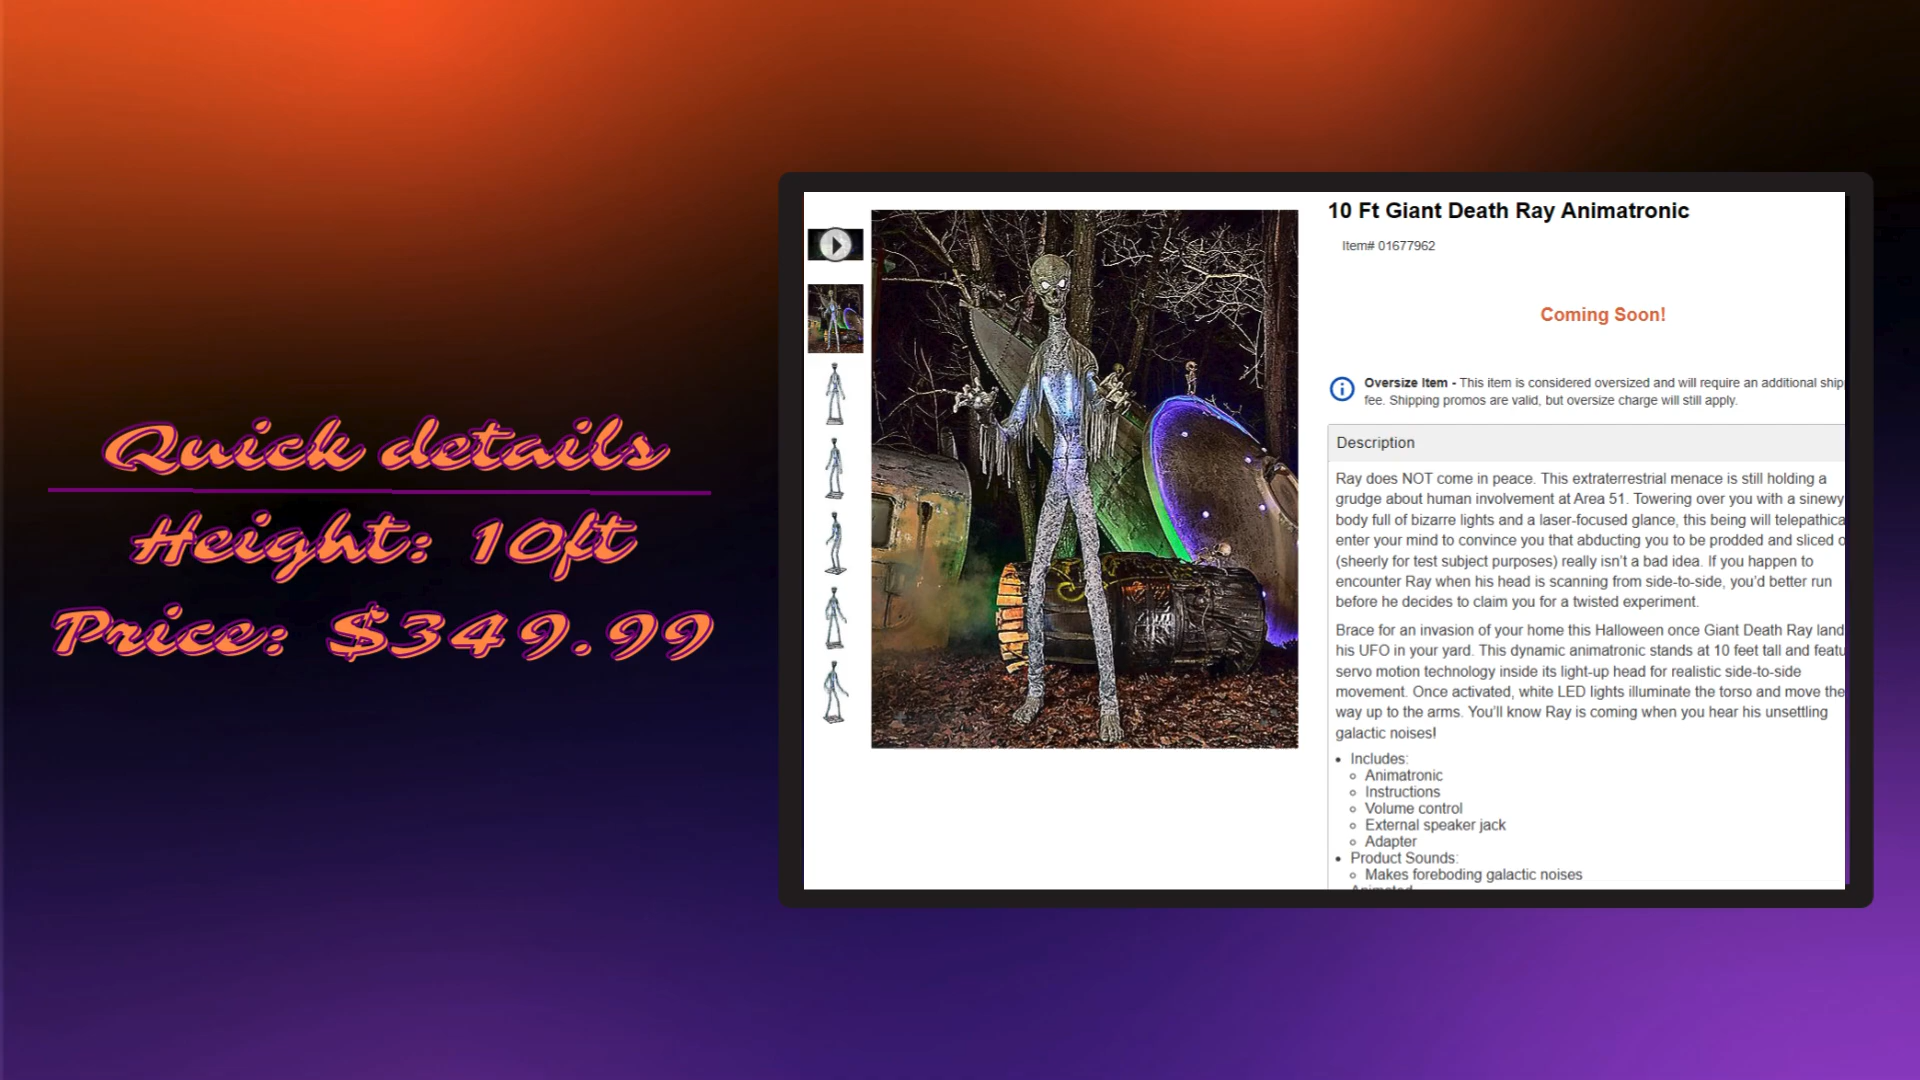 Quick details
Height: 10ft
Price: $349.99
10 Ft Giant Death Ray Animatronic
Item# 01677962
Coming Soon!
Oversize Item - This item is considered oversized and will require an additional ship
fee. Shipping promos are valid, but oversize charge will still apply.
Description
Ray does NOT come in peace. This extraterrestrial menace is still holding a
grudge about human involvement at Area 51. Towering over you with a sinewy
body full of bizarre lights and a laser-focused glance, this being will telepathica
enter your mind to convince you that abducting you to be prodded and sliced o
(sheerly for test subject purposes) really isn't a bad idea. If you happen to
encounter Ray when his head is scanning from side-to-side, you'd better run
before he decides to claim you for a twisted experiment.
Brace for an invasion of your home this Halloween once Giant Death Ray land
his UFO in your yard. This dynamic animatronic stands at 10 feet tall and featu
servo motion technology inside its light-up head for realistic side-to-side
movement. Once activated, white LED lights illuminate the torso and move the
way up to the arms. You'll know Ray is coming when you hear his unsettling
galactic noises!
Includes:
Animatronic
Instructions
Volume control
External speaker jack
Adapter
Product Sounds:
Makes foreboding galactic noises